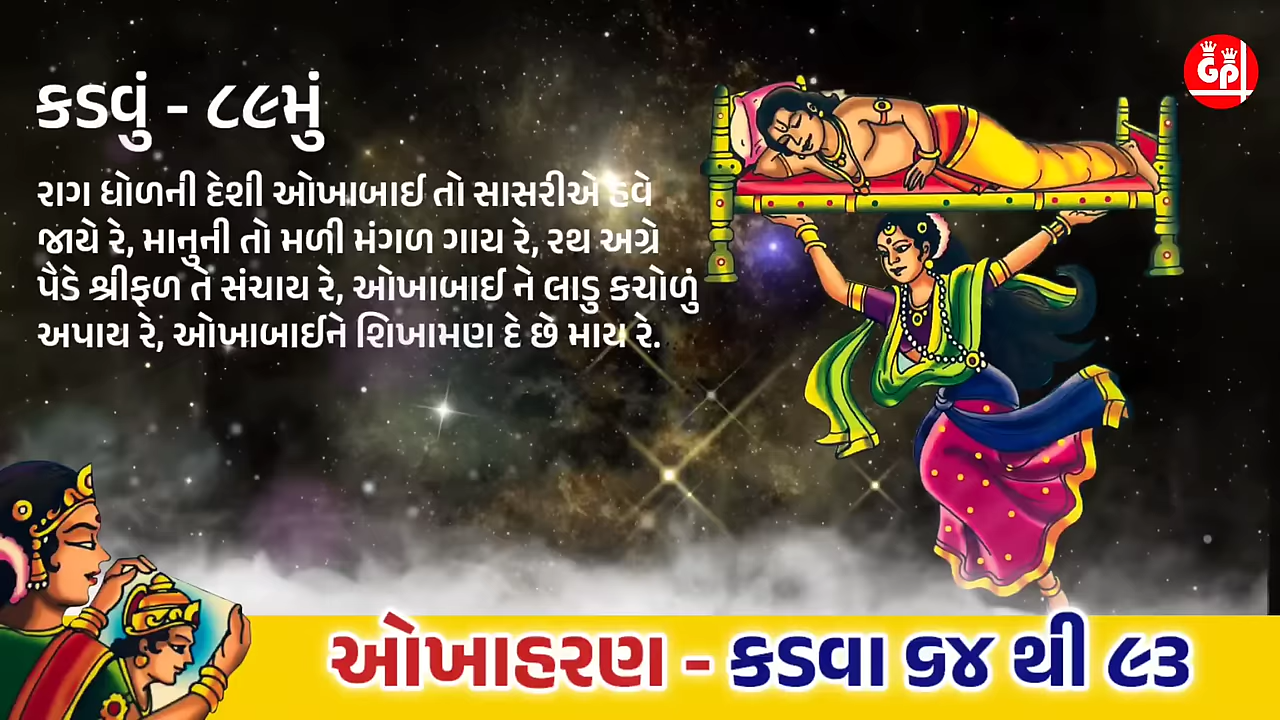 GP
કડવું - ૮૯મું
રાગ ધોળની દેશી ઓખાબાઈ તો સાસરીએ હવે
જાયે રે, માનુની તો મળી મંગળ ગાય રે, રથ અગ્રે
પૈડે શ્રીફળ તે સંચાય રે, ઓખાબાઈ ને લાડુ કચોળું
અપાય રે, ઓખાબાઈને શિખામણ દે છે માય રે.
ઓખાહરણ - કડવા ૬૪ થી ૯૩